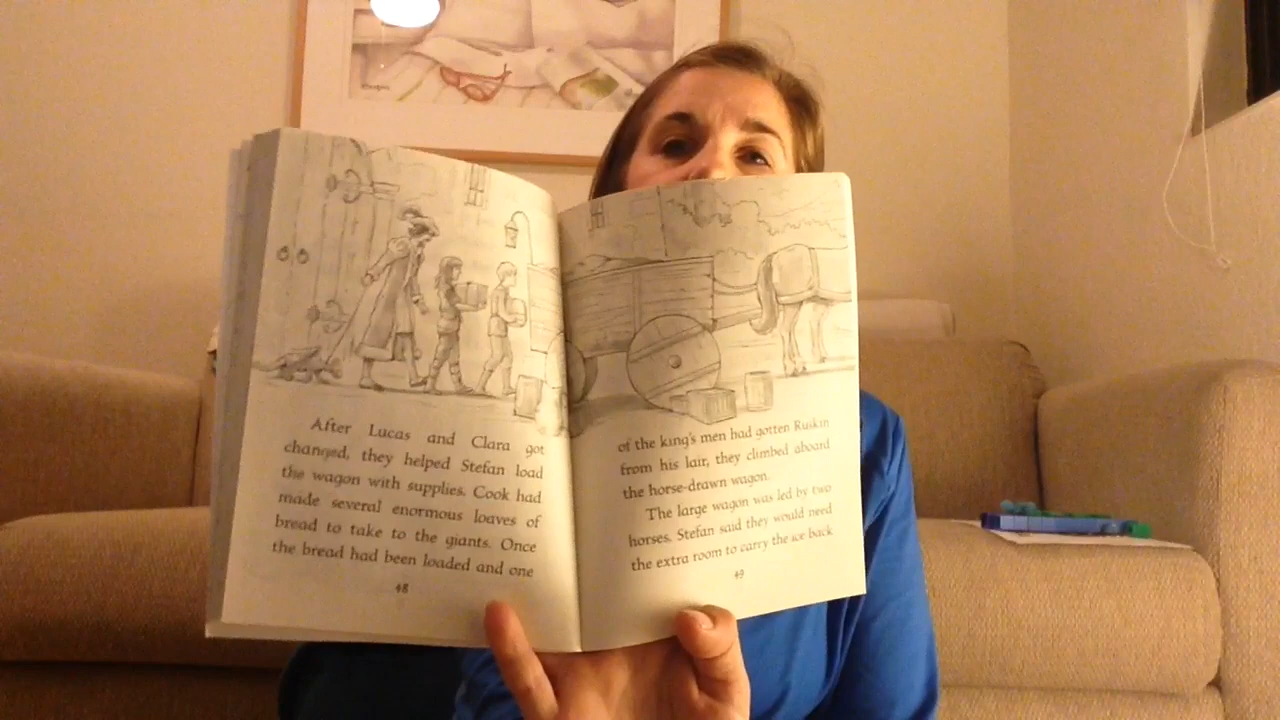 After Lucas and Clara got
changed, they helped Stefan load
the wagon with supplies. Cook had
made several enormous loaves of
bread to take to the giants. Once
the bread had been loaded and one
48
of the king's men had gotten Ruskin
from his lair, they climbed aboard
the horse-drawn wagon.
The large wagon was led by two
horses. Stefan said they would need
the extra room to carry the ice back
49